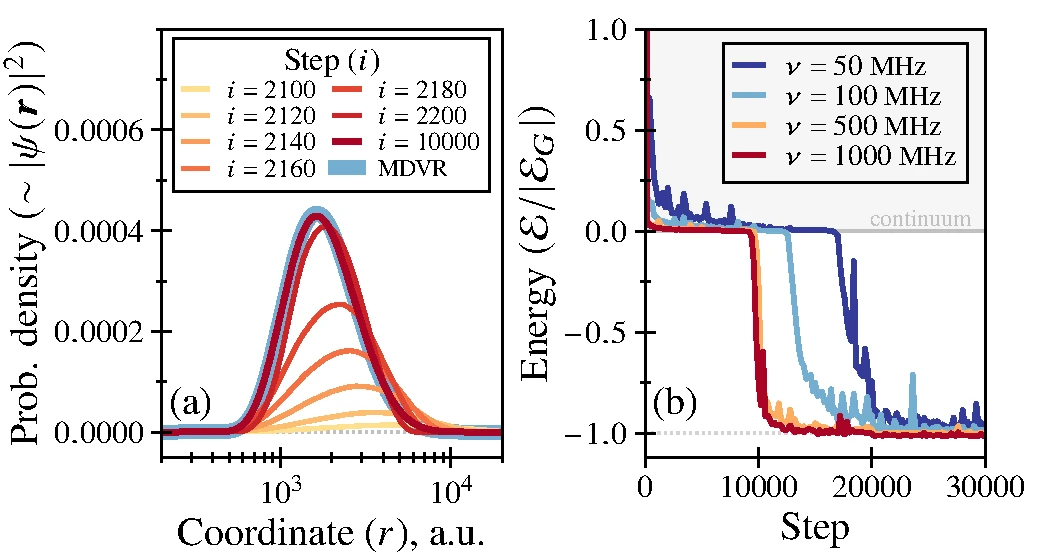 Prob. density (~ |ψ(r)|²)
0.0006
0.0004
0.0002
0.0000
Step (i)
i = 2100
i = 2120
i = 2140
i = 2160
i = 2180
i = 2200
i = 10000
MDVR
(a)
10³
10⁴
Coordinate (r), a.u.
Energy (ℰ/|ℰ_G|)
1.0
0.5
0.0
−0.5
−1.0
ν = 50 MHz
ν = 100 MHz
ν = 500 MHz
ν = 1000 MHz
continuum
(b)
0
10000
20000
30000
Step